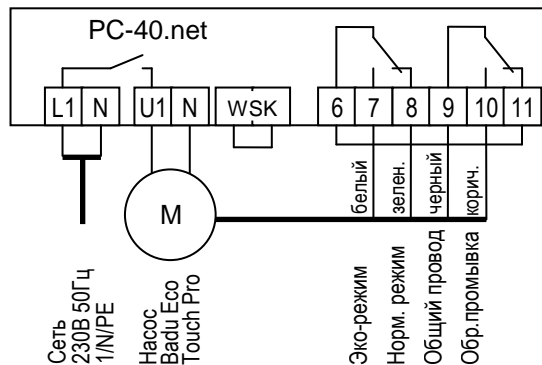 PC-40.net
L1
N
U1
N
WSK
6
7
8
9
10
11
белый
зелен.
черный
корич.
M
Сеть
230В 50Гц
1/N/PE
Насос
Badu Eco
Touch Pro
Эко-режим
Норм. режим
Общий провод
Обр.промывка